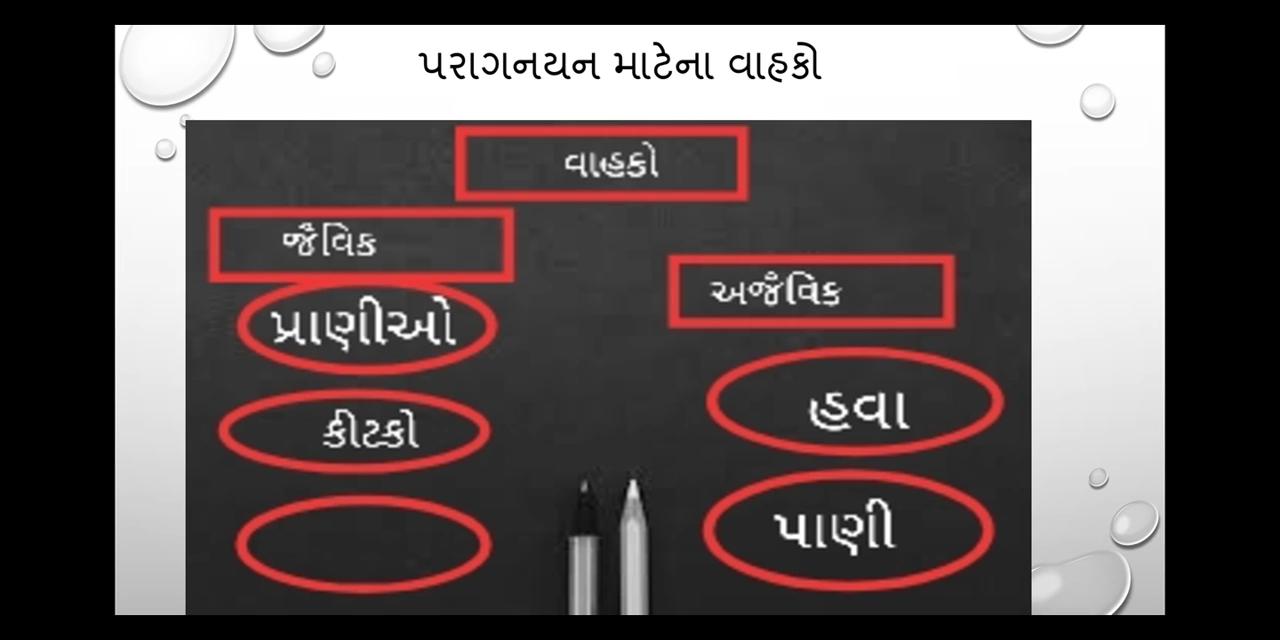 પરાગનયન માટેના વાહકો
વાહકો
જૈવિક
અજૈવિક
પ્રાણીઓ
કીટકો
હવા
પાણી